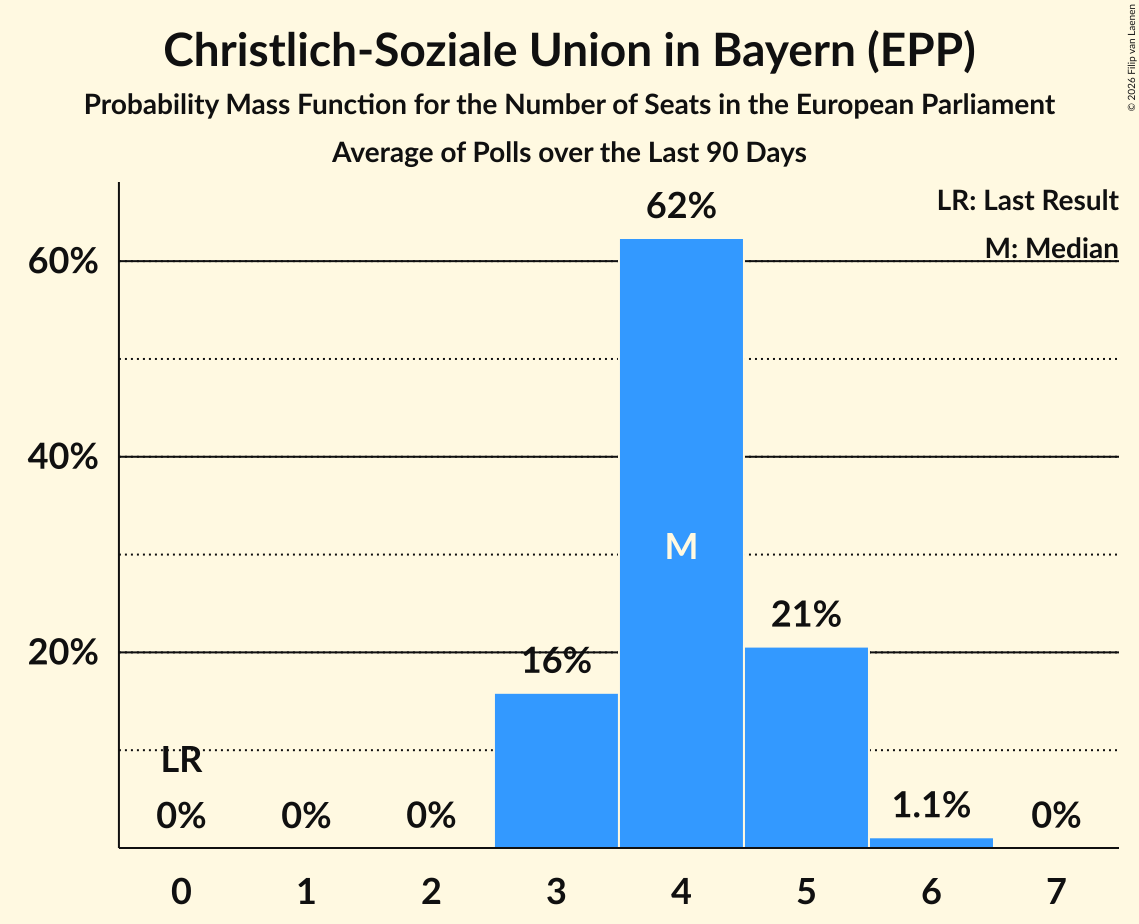 Christlich-Soziale Union in Bayern (EPP)
Probability Mass Function for the Number of Seats in the European Parliament
Average of Polls over the Last 90 Days
© 2026 Filip van Laenen
LR: Last Result
M: Median
62%
60%
40%
M
21%
20%
16%
LR
0%
0%
0%
1.1%
0%
0 1 2 3 4 5 6 7